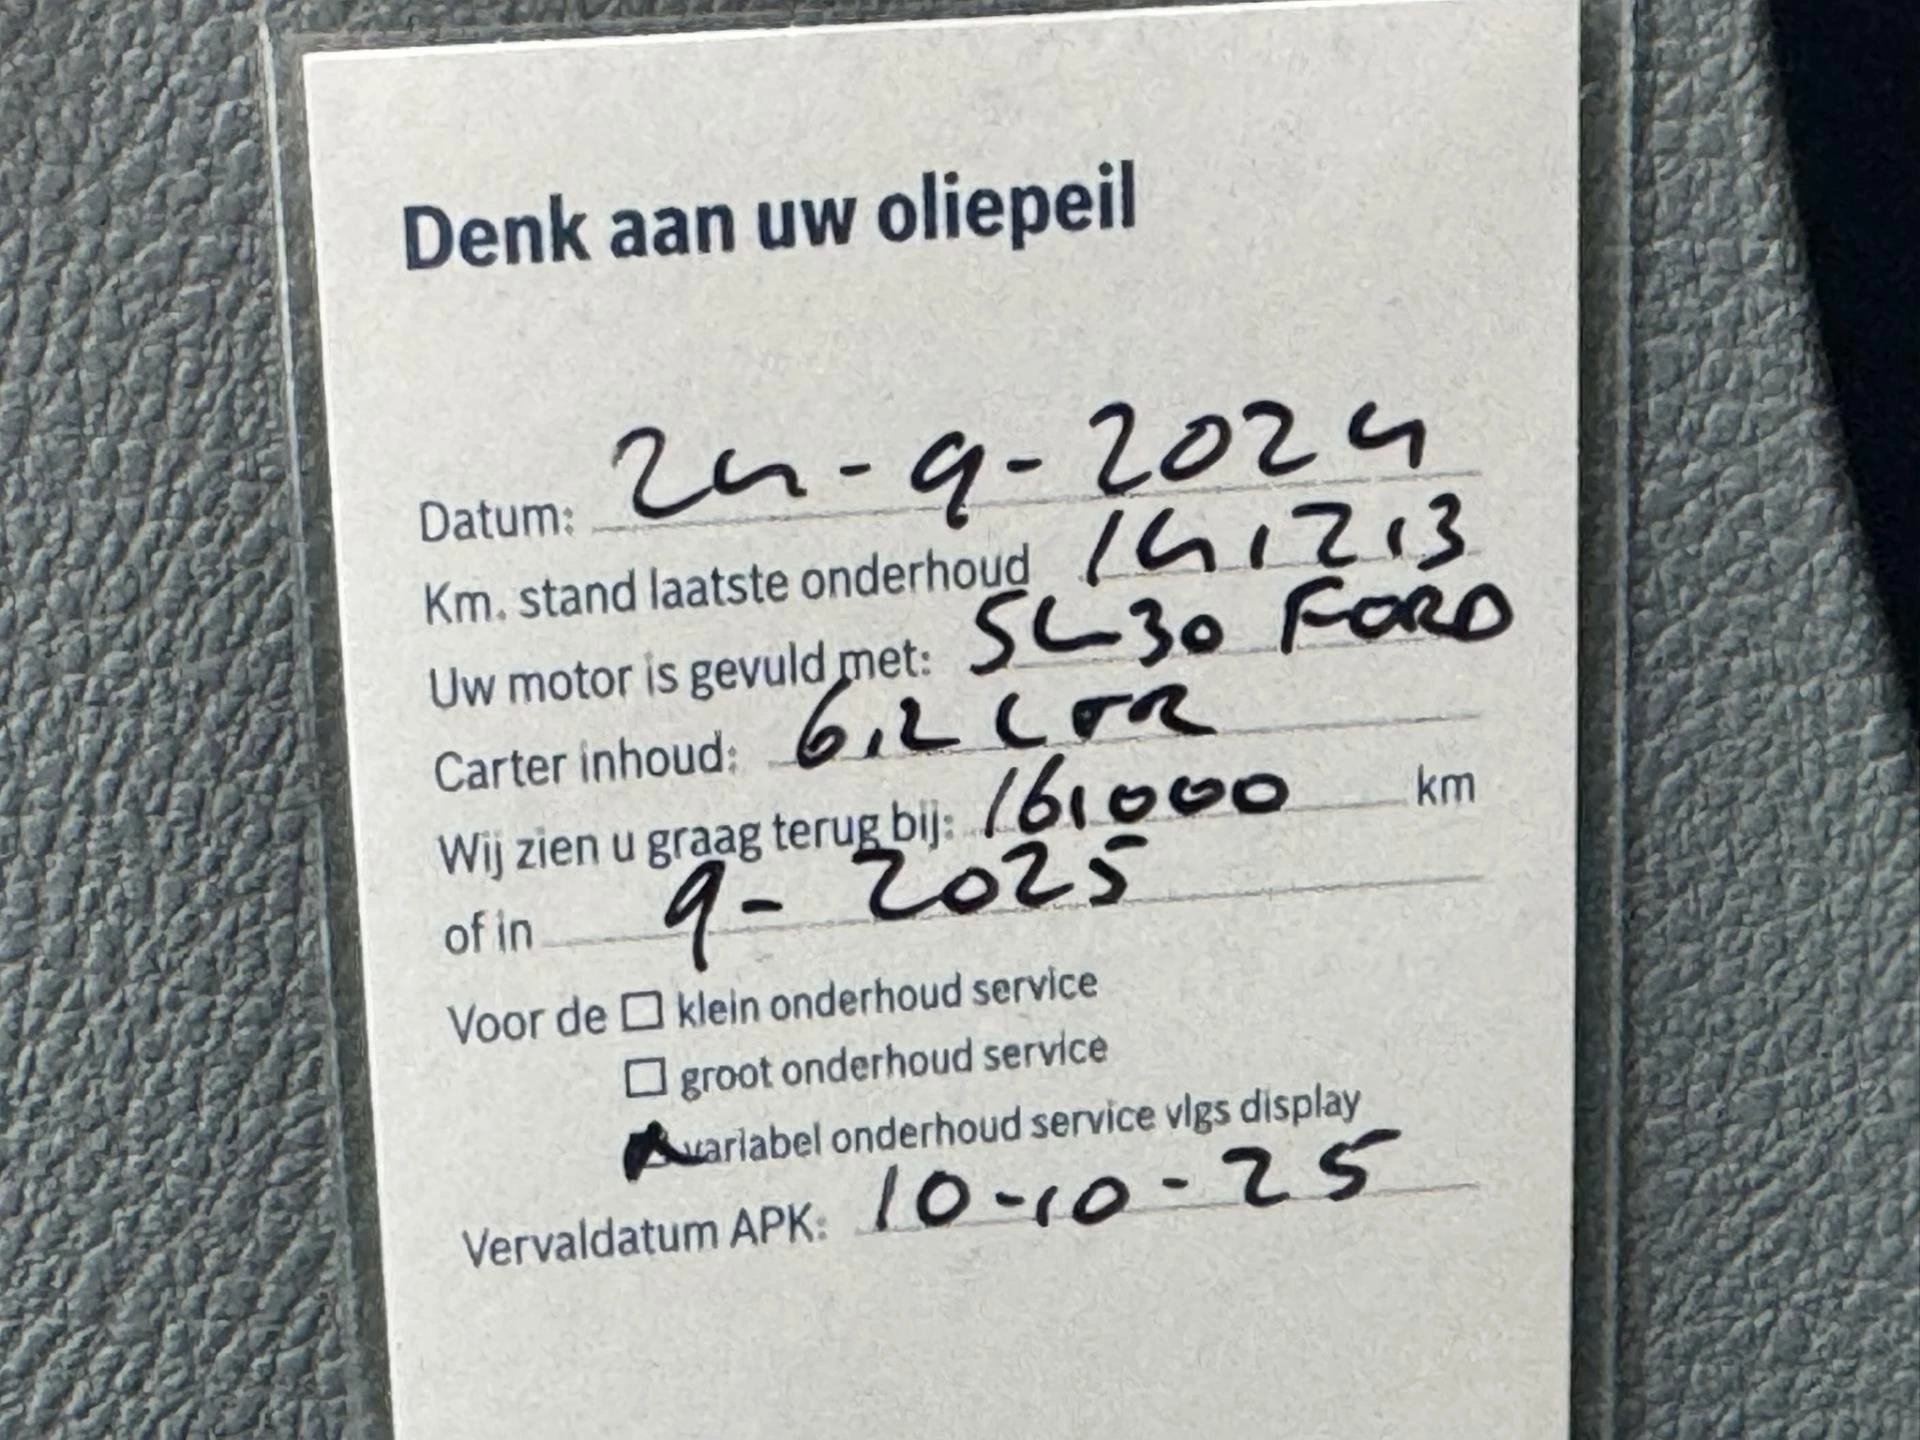 Denk aan uw oliepeil
Datum: 24-9-2024
Km. stand laatste onderhoud 141213
Uw motor is gevuld met: 5W30 FORD
Carter inhoud: 6,2 LTR
Wij zien u graag terug bij: 161000 km
of in 9-2025
Voor de □ klein onderhoud service
□ groot onderhoud service
variabel onderhoud service vlgs display
Vervaldatum APK: 10-10-25